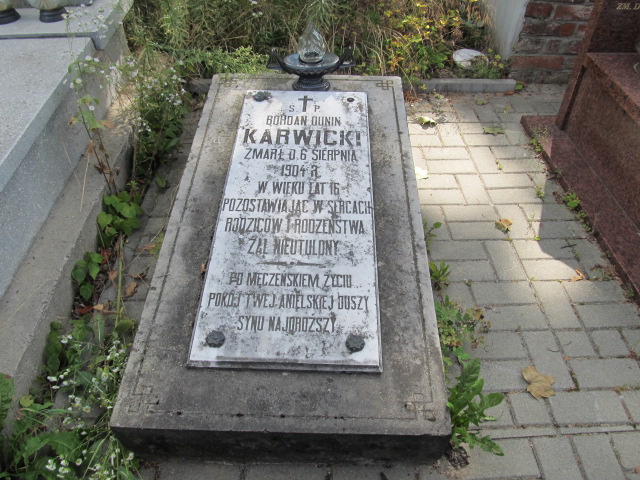 Ś † P
BOHDAN DUNIN
KARWICKI
ZMARŁ D. 6 SIERPNIA
1904 R.
W WIEKU LAT 16
POZOSTAWIAJĄC W SERCACH
RODZICÓW I RODZEŃSTWA
ŻAL NIEUTULONY
PO MĘCZEŃSKIEM ŻYCIU
POKÓJ TWEJ ANIELSKIEJ DUSZY
SYNU NAJDROŻSZY
ZM. D